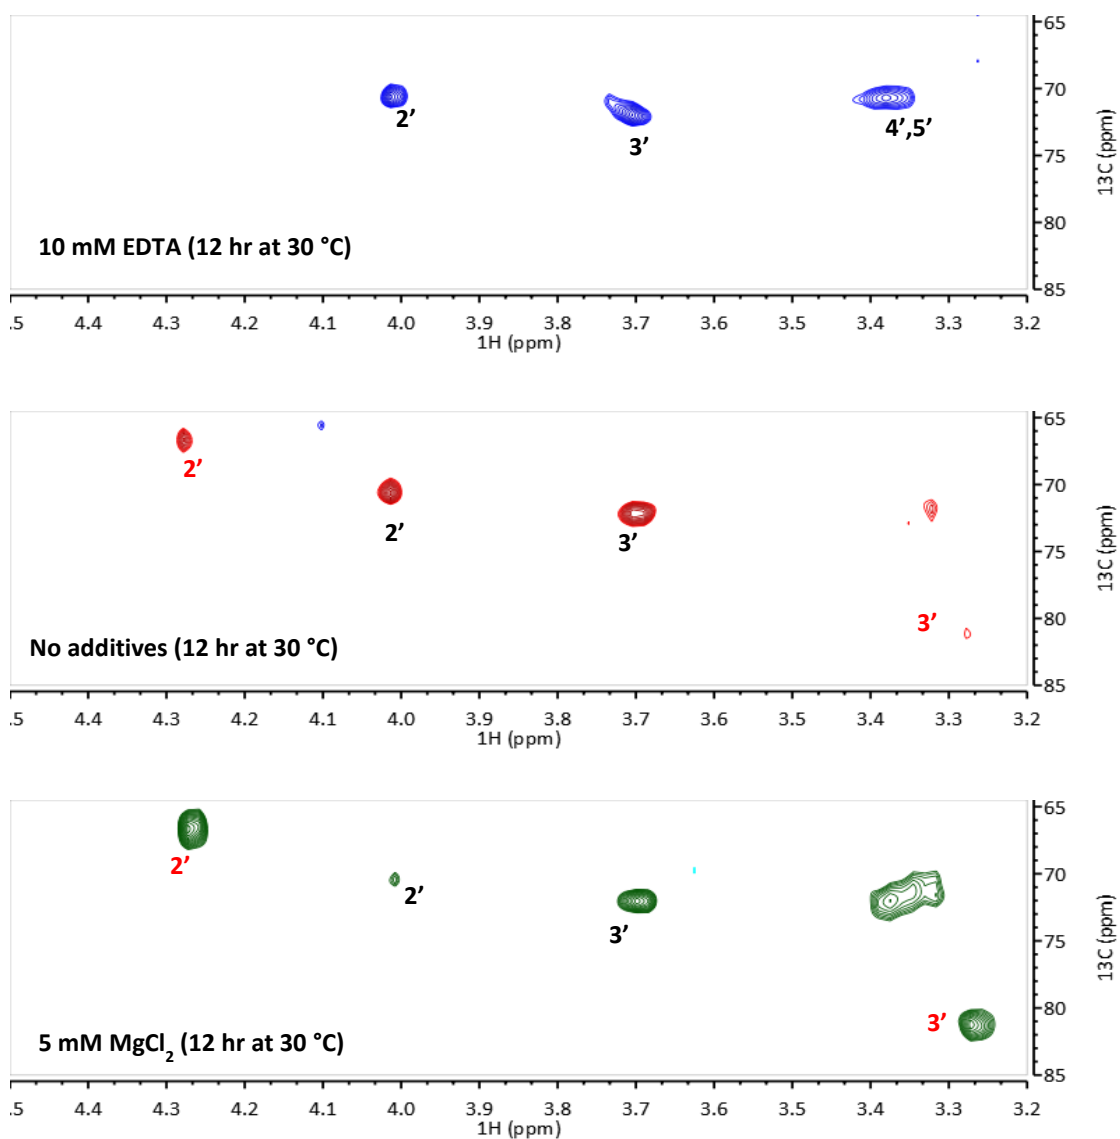 65
70
2’
4’,5’
3’
75
13C (ppm)
10 mM EDTA (12 hr at 30 °C)
80
85
.5 4.4 4.3 4.2 4.1 4.0 3.9 3.8 3.7 3.6 3.5 3.4 3.3 3.2
1H (ppm)
65
2’
70
2’
3’
75
13C (ppm)
3’
80
No additives (12 hr at 30 °C)
85
.5 4.4 4.3 4.2 4.1 4.0 3.9 3.8 3.7 3.6 3.5 3.4 3.3 3.2
1H (ppm)
65
2’
70
2’
3’
75
13C (ppm)
3’
80
5 mM MgCl2 (12 hr at 30 °C)
85
.5 4.4 4.3 4.2 4.1 4.0 3.9 3.8 3.7 3.6 3.5 3.4 3.3 3.2
1H (ppm)